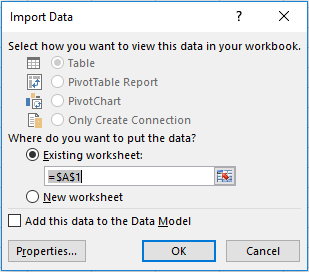 Import Data
Select how you want to view this data in your workbook.
Table
PivotTable Report
PivotChart
Only Create Connection
Where do you want to put the data?
Existing worksheet:
=$A$1
New worksheet
Add this data to the Data Model
Properties... OK Cancel